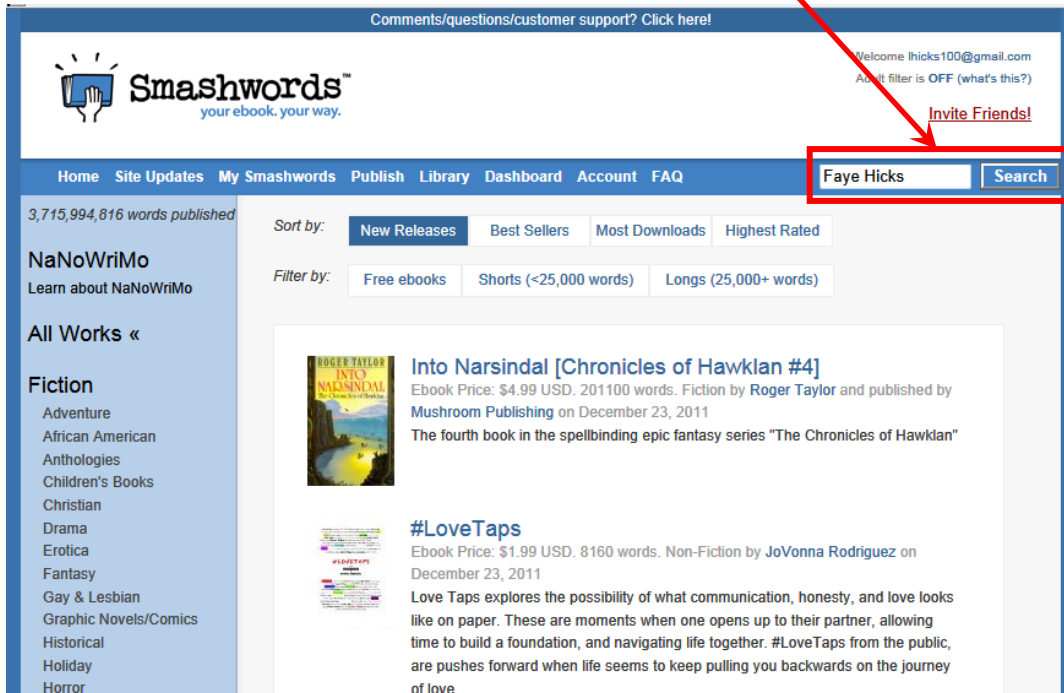 Comments/questions/customer support? Click here!
Smashwords™
your ebook. your way.
Welcome lhicks100@gmail.com
Adult filter is OFF (what's this?)
Invite Friends!
Home Site Updates My Smashwords Publish Library Dashboard Account FAQ
Faye Hicks Search
3,715,994,816 words published
NaNoWriMo
Learn about NaNoWriMo
All Works «
Fiction
Adventure
African American
Anthologies
Children's Books
Christian
Drama
Erotica
Fantasy
Gay & Lesbian
Graphic Novels/Comics
Historical
Holiday
Horror
Sort by: New Releases Best Sellers Most Downloads Highest Rated
Filter by: Free ebooks Shorts (<25,000 words) Longs (25,000+ words)
ROGER TAYLOR
INTO
NARSINDAL
The Chronicles of Hawklan
Into Narsindal [Chronicles of Hawklan #4]
Ebook Price: $4.99 USD. 201100 words. Fiction by Roger Taylor and published by
Mushroom Publishing on December 23, 2011
The fourth book in the spellbinding epic fantasy series "The Chronicles of Hawklan"
#LOVETAPS
#LoveTaps
Ebook Price: $1.99 USD. 8160 words. Non-Fiction by JoVonna Rodriguez on
December 23, 2011
Love Taps explores the possibility of what communication, honesty, and love looks
like on paper. These are moments when one opens up to their partner, allowing
time to build a foundation, and navigating life together. #LoveTaps from the public,
are pushes forward when life seems to keep pulling you backwards on the journey
of love